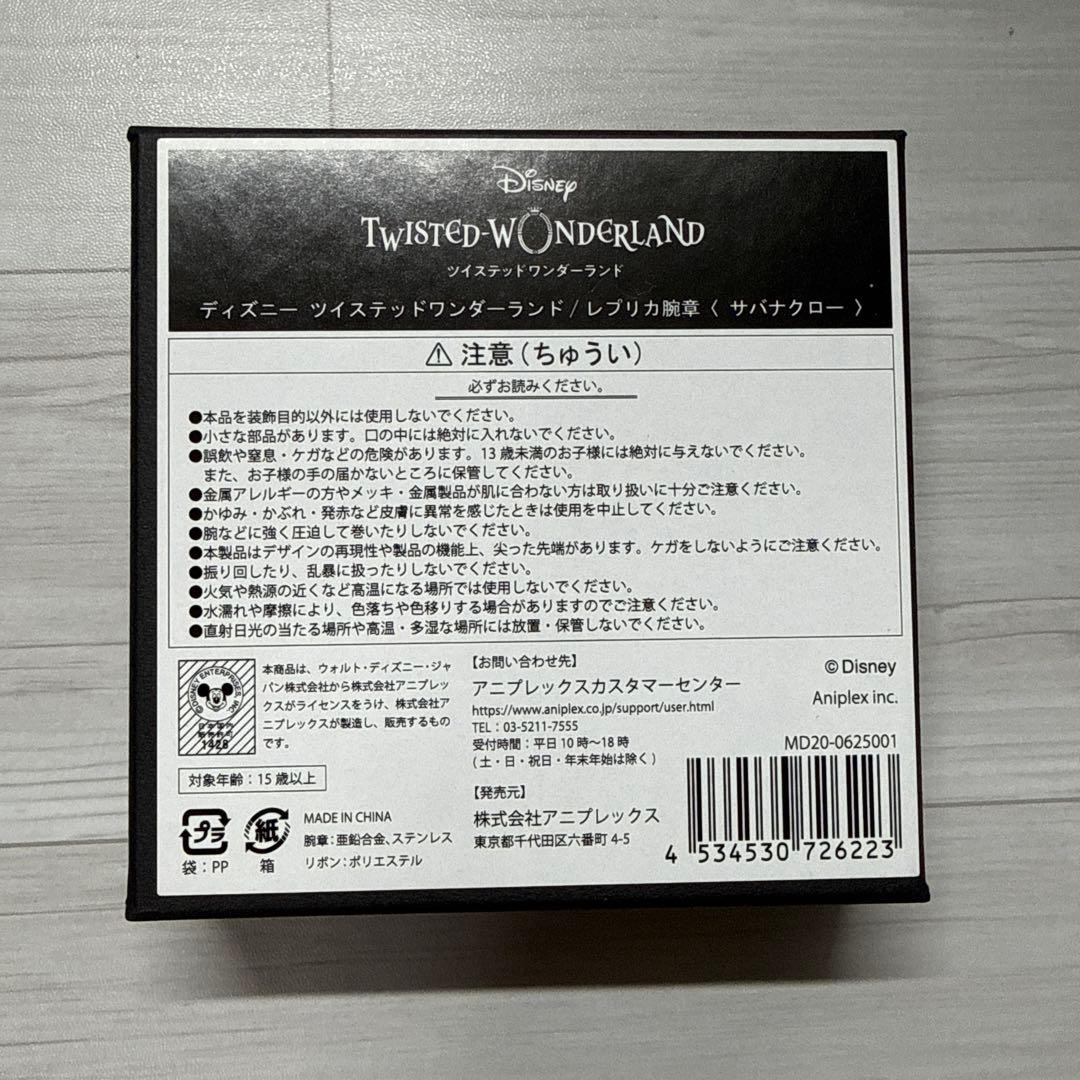 Disney
TWISTED-WONDERLAND
ツイステッドワンダーランド
ディズニー ツイステッドワンダーランド / レプリカ腕章〈 サバナクロー 〉
⚠ 注意（ちゅうい）
必ずお読みください。
●本品を装飾目的以外には使用しないでください。
●小さな部品があります。口の中には絶対に入れないでください。
●誤飲や窒息・ケガなどの危険があります。13歳未満のお子様には絶対に与えないでください。
また、お子様の手の届かないところに保管してください。
●金属アレルギーの方やメッキ・金属製品が肌に合わない方は取り扱いに十分ご注意ください。
●かゆみ・かぶれ・発赤など皮膚に異常を感じたときは使用を中止してください。
●腕などに強く圧迫して巻いたりしないでください。
●本製品はデザインの再現性や製品の機能上、尖った先端があります。ケガをしないようにご注意ください。
●振り回したり、乱暴に扱ったりしないでください。
●火気や熱源の近くなど高温になる場所では使用しないでください。
●水濡れや摩擦により、色落ちや色移りする場合がありますのでご注意ください。
●直射日光の当たる場所や高温・多湿な場所には放置・保管しないでください。
©DISNEY ENTERPRISES, INC.
1428
本商品は、ウォルト・ディズニー・ジャ
パン株式会社から株式会社アニプレッ
クスがライセンスをうけ、株式会社ア
ニプレックスが製造し、販売するもの
です。
対象年齢：15歳以上
プラ
袋：PP
紙
箱
MADE IN CHINA
腕章：亜鉛合金、ステンレス
リボン：ポリエステル
【お問い合わせ先】
アニプレックスカスタマーセンター
https://www.aniplex.co.jp/support/user.html
TEL：03-5211-7555
受付時間：平日10時〜18時
(土・日・祝日・年末年始は除く)
【発売元】
株式会社アニプレックス
東京都千代田区六番町 4-5
© Disney
Aniplex inc.
MD20-0625001
4 534530 726223